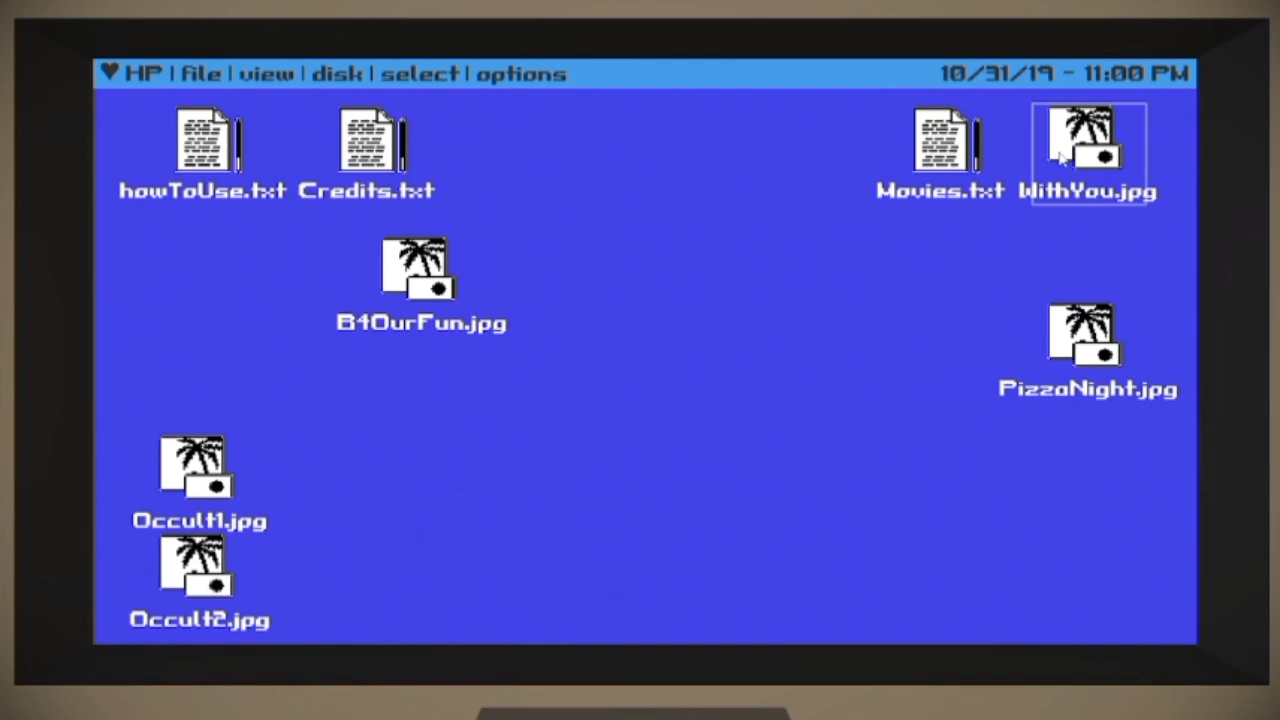 ♥ HP | file | view | disk | select | options 10/31/19 - 11:00 PM
howToUse.txt Credits.txt Movies.txt WithYou.jpg
B4OurFun.jpg
PizzaNight.jpg
Occult1.jpg
Occult2.jpg